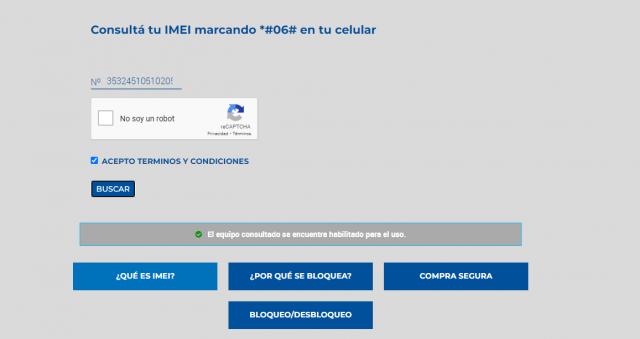 Consultá tu IMEI marcando *#06# en tu celular
Nº 35324510510205
No soy un robot
reCAPTCHA
Privacidad - Términos
ACEPTO TERMINOS Y CONDICIONES
BUSCAR
El equipo consultado se encuentra habilitado para el uso.
¿QUÉ ES IMEI?
¿POR QUÉ SE BLOQUEA?
COMPRA SEGURA
BLOQUEO/DESBLOQUEO